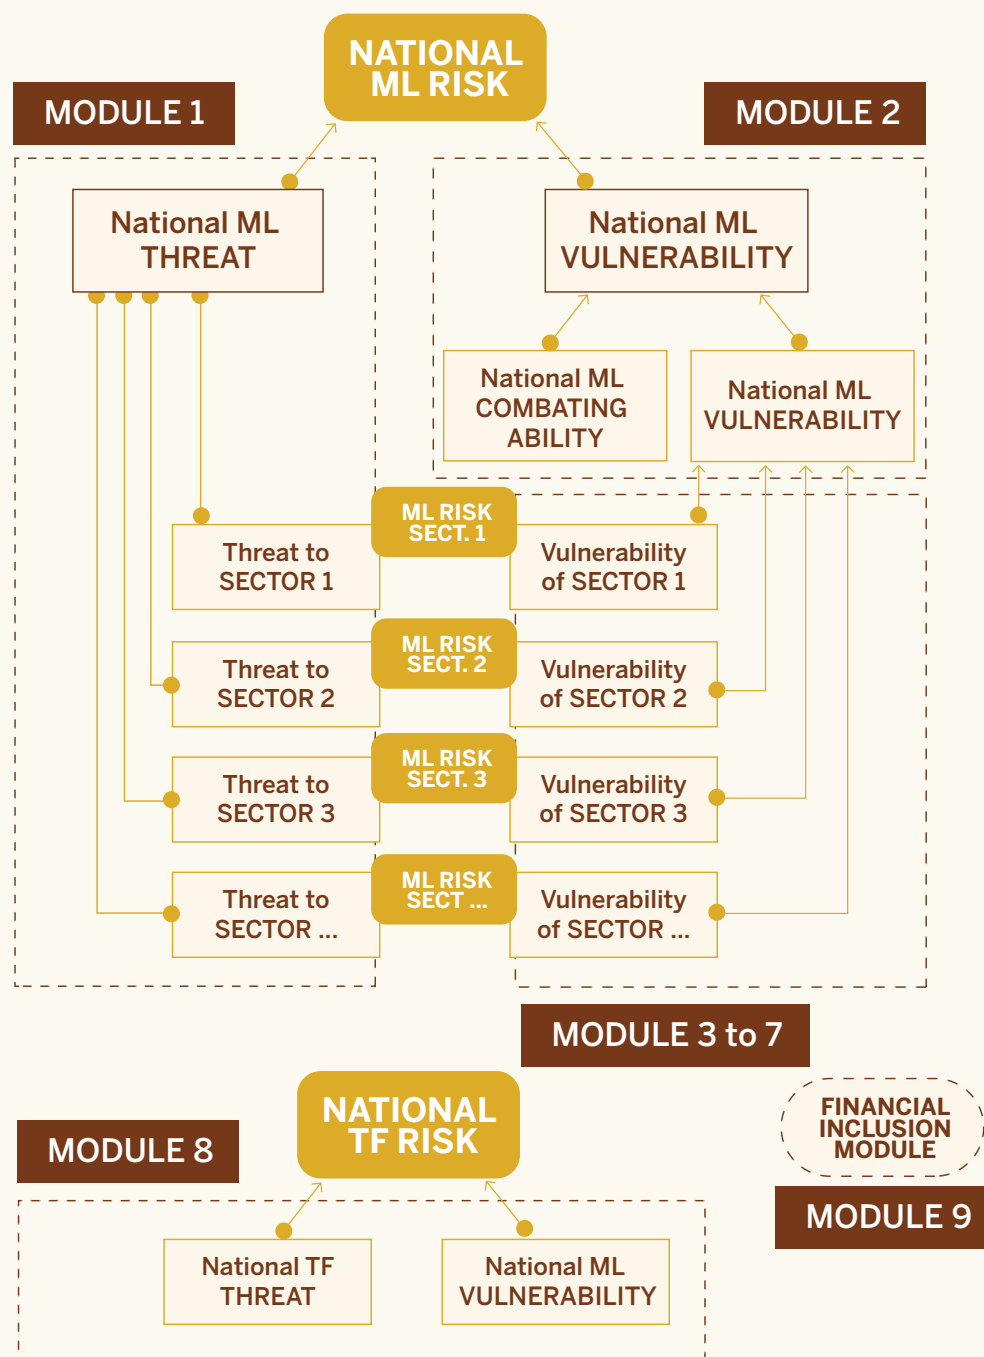 NATIONAL
ML RISK
MODULE 1
MODULE 2
National ML
THREAT
National ML
VULNERABILITY
National ML
COMBATING
ABILITY
National ML
VULNERABILITY
ML RISK
SECT. 1
Threat to
SECTOR 1
Vulnerability
of SECTOR 1
ML RISK
SECT. 2
Threat to
SECTOR 2
Vulnerability
of SECTOR 2
ML RISK
SECT. 3
Threat to
SECTOR 3
Vulnerability
of SECTOR 3
ML RISK
SECT ...
Threat to
SECTOR ...
Vulnerability
of SECTOR ...
MODULE 3 to 7
NATIONAL
TF RISK
MODULE 8
FINANCIAL
INCLUSION
MODULE
MODULE 9
National TF
THREAT
National ML
VULNERABILITY